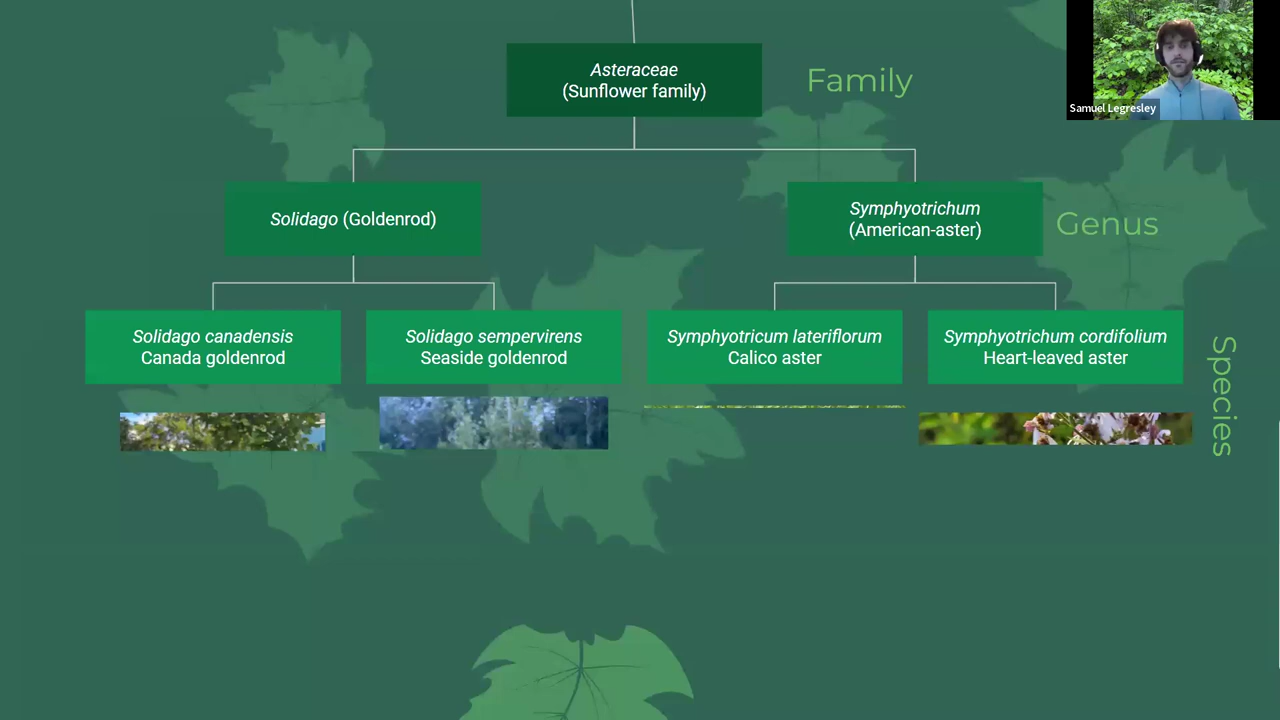 Asteraceae
(Sunflower family)
Family
Samuel Legresley
Solidago (Goldenrod)
Symphyotrichum
(American-aster)
Genus
Solidago canadensis
Canada goldenrod
Solidago sempervirens
Seaside goldenrod
Symphyotricum lateriflorum
Calico aster
Symphyotrichum cordifolium
Heart-leaved aster
Species